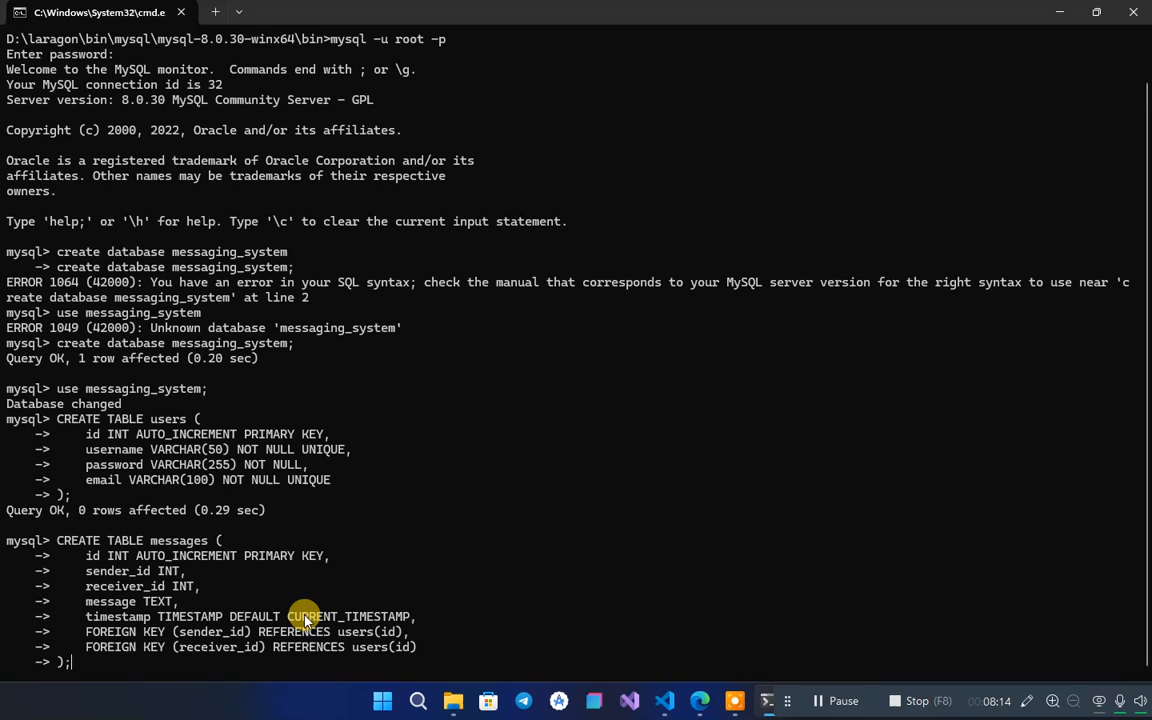 C:\Windows\System32\cmd.e
D:\laragon\bin\mysql\mysql-8.0.30-winx64\bin>mysql -u root -p
Enter password:
Welcome to the MySQL monitor.  Commands end with ; or \g.
Your MySQL connection id is 32
Server version: 8.0.30 MySQL Community Server - GPL
Copyright (c) 2000, 2022, Oracle and/or its affiliates.
Oracle is a registered trademark of Oracle Corporation and/or its
affiliates. Other names may be trademarks of their respective
owners.
Type 'help;' or '\h' for help. Type '\c' to clear the current input statement.
mysql> create database messaging_system
    -> create database messaging_system;
ERROR 1064 (42000): You have an error in your SQL syntax; check the manual that corresponds to your MySQL server version for the right syntax to use near 'c
reate database messaging_system' at line 2
mysql> use messaging_system
ERROR 1049 (42000): Unknown database 'messaging_system'
mysql> create database messaging_system;
Query OK, 1 row affected (0.20 sec)
mysql> use messaging_system;
Database changed
mysql> CREATE TABLE users (
    ->     id INT AUTO_INCREMENT PRIMARY KEY,
    ->     username VARCHAR(50) NOT NULL UNIQUE,
    ->     password VARCHAR(255) NOT NULL,
    ->     email VARCHAR(100) NOT NULL UNIQUE
    -> );
Query OK, 0 rows affected (0.29 sec)
mysql> CREATE TABLE messages (
    ->     id INT AUTO_INCREMENT PRIMARY KEY,
    ->     sender_id INT,
    ->     receiver_id INT,
    ->     message TEXT,
    ->     timestamp TIMESTAMP DEFAULT CURRENT_TIMESTAMP,
    ->     FOREIGN KEY (sender_id) REFERENCES users(id),
    ->     FOREIGN KEY (receiver_id) REFERENCES users(id)
    -> );
Pause
Stop (F8)
00:08:14